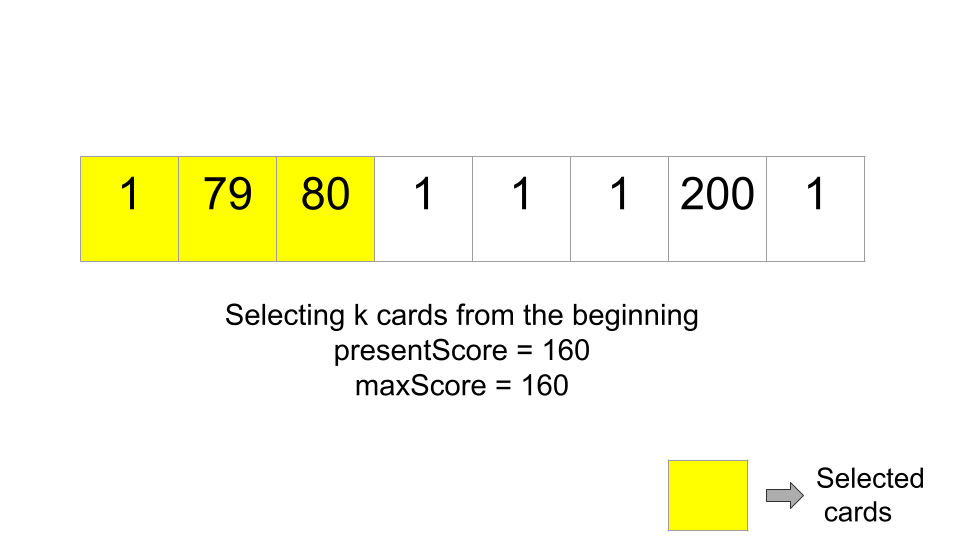 1 79 80 1 1 1 200 1
Selecting k cards from the beginning
presentScore = 160
maxScore = 160
Selected
cards